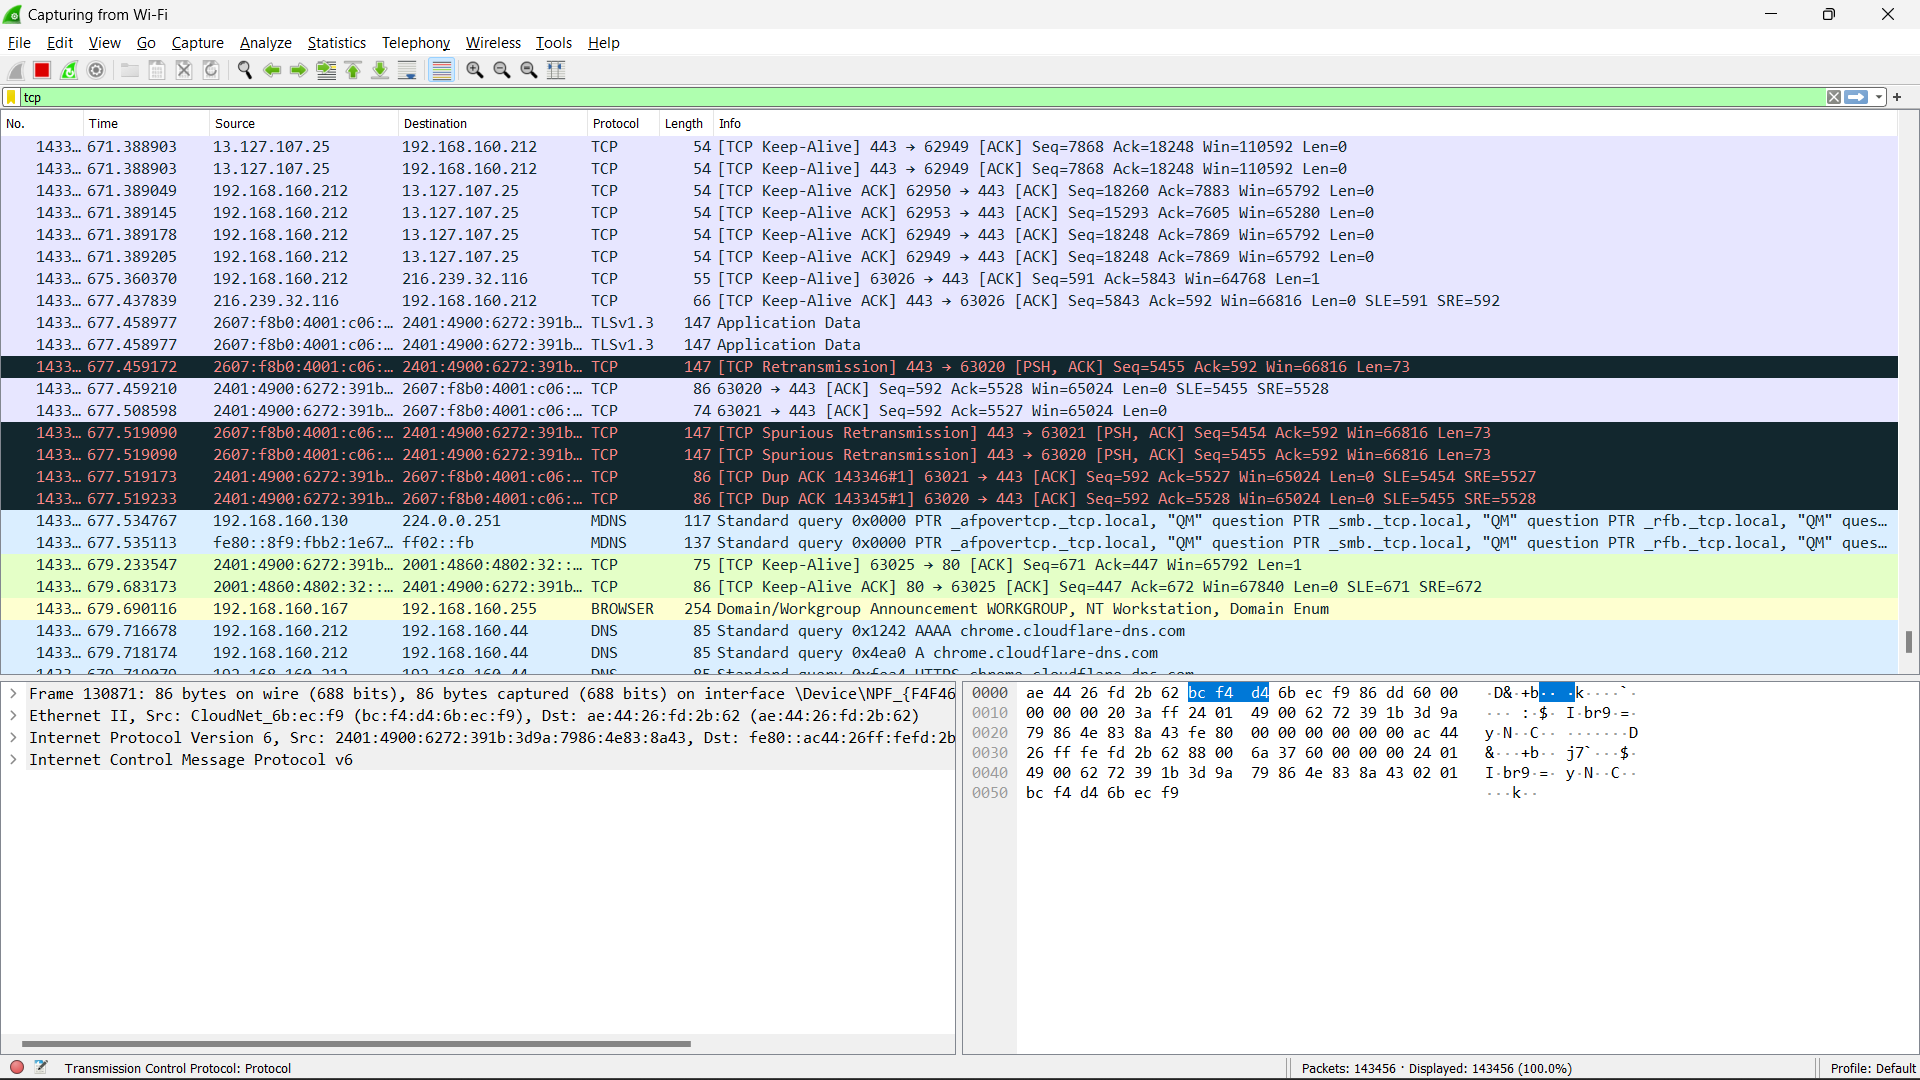 Capturing from Wi-Fi
File Edit View Go Capture Analyze Statistics Telephony Wireless Tools Help
tcp
No. Time Source Destination Protocol Length Info
1433… 671.388903 13.127.107.25 192.168.160.212 TCP 54 [TCP Keep-Alive] 443 → 62949 [ACK] Seq=7868 Ack=18248 Win=110592 Len=0
1433… 671.388903 13.127.107.25 192.168.160.212 TCP 54 [TCP Keep-Alive] 443 → 62949 [ACK] Seq=7868 Ack=18248 Win=110592 Len=0
1433… 671.389049 192.168.160.212 13.127.107.25 TCP 54 [TCP Keep-Alive ACK] 62950 → 443 [ACK] Seq=18260 Ack=7883 Win=65792 Len=0
1433… 671.389145 192.168.160.212 13.127.107.25 TCP 54 [TCP Keep-Alive ACK] 62953 → 443 [ACK] Seq=15293 Ack=7605 Win=65280 Len=0
1433… 671.389178 192.168.160.212 13.127.107.25 TCP 54 [TCP Keep-Alive ACK] 62949 → 443 [ACK] Seq=18248 Ack=7869 Win=65792 Len=0
1433… 671.389205 192.168.160.212 13.127.107.25 TCP 54 [TCP Keep-Alive ACK] 62949 → 443 [ACK] Seq=18248 Ack=7869 Win=65792 Len=0
1433… 675.360370 192.168.160.212 216.239.32.116 TCP 55 [TCP Keep-Alive] 63026 → 443 [ACK] Seq=591 Ack=5843 Win=64768 Len=1
1433… 677.437839 216.239.32.116 192.168.160.212 TCP 66 [TCP Keep-Alive ACK] 443 → 63026 [ACK] Seq=5843 Ack=592 Win=66816 Len=0 SLE=591 SRE=592
1433… 677.458977 2607:f8b0:4001:c06:… 2401:4900:6272:391b… TLSv1.3 147 Application Data
1433… 677.458977 2607:f8b0:4001:c06:… 2401:4900:6272:391b… TLSv1.3 147 Application Data
1433… 677.459172 2607:f8b0:4001:c06:… 2401:4900:6272:391b… TCP 147 [TCP Retransmission] 443 → 63020 [PSH, ACK] Seq=5455 Ack=592 Win=66816 Len=73
1433… 677.459210 2401:4900:6272:391b… 2607:f8b0:4001:c06:… TCP 86 63020 → 443 [ACK] Seq=592 Ack=5528 Win=65024 Len=0 SLE=5455 SRE=5528
1433… 677.508598 2401:4900:6272:391b… 2607:f8b0:4001:c06:… TCP 74 63021 → 443 [ACK] Seq=592 Ack=5527 Win=65024 Len=0
1433… 677.519090 2607:f8b0:4001:c06:… 2401:4900:6272:391b… TCP 147 [TCP Spurious Retransmission] 443 → 63021 [PSH, ACK] Seq=5454 Ack=592 Win=66816 Len=73
1433… 677.519090 2607:f8b0:4001:c06:… 2401:4900:6272:391b… TCP 147 [TCP Spurious Retransmission] 443 → 63020 [PSH, ACK] Seq=5455 Ack=592 Win=66816 Len=73
1433… 677.519173 2401:4900:6272:391b… 2607:f8b0:4001:c06:… TCP 86 [TCP Dup ACK 143346#1] 63021 → 443 [ACK] Seq=592 Ack=5527 Win=65024 Len=0 SLE=5454 SRE=5527
1433… 677.519233 2401:4900:6272:391b… 2607:f8b0:4001:c06:… TCP 86 [TCP Dup ACK 143345#1] 63020 → 443 [ACK] Seq=592 Ack=5528 Win=65024 Len=0 SLE=5455 SRE=5528
1433… 677.534767 192.168.160.130 224.0.0.251 MDNS 117 Standard query 0x0000 PTR _afpovertcp._tcp.local, "QM" question PTR _smb._tcp.local, "QM" question PTR _rfb._tcp.local, "QM" ques…
1433… 677.535113 fe80::8f9:fbb2:1e67… ff02::fb MDNS 137 Standard query 0x0000 PTR _afpovertcp._tcp.local, "QM" question PTR _smb._tcp.local, "QM" question PTR _rfb._tcp.local, "QM" ques…
1433… 679.233547 2401:4900:6272:391b… 2001:4860:4802:32::… TCP 75 [TCP Keep-Alive] 63025 → 80 [ACK] Seq=671 Ack=447 Win=65792 Len=1
1433… 679.683173 2001:4860:4802:32::… 2401:4900:6272:391b… TCP 86 [TCP Keep-Alive ACK] 80 → 63025 [ACK] Seq=447 Ack=672 Win=67840 Len=0 SLE=671 SRE=672
1433… 679.690116 192.168.160.167 192.168.160.255 BROWSER 254 Domain/Workgroup Announcement WORKGROUP, NT Workstation, Domain Enum
1433… 679.716678 192.168.160.212 192.168.160.44 DNS 85 Standard query 0x1242 AAAA chrome.cloudflare-dns.com
1433… 679.718174 192.168.160.212 192.168.160.44 DNS 85 Standard query 0x4ea0 A chrome.cloudflare-dns.com
Frame 130871: 86 bytes on wire (688 bits), 86 bytes captured (688 bits) on interface \Device\NPF_{F4F46
Ethernet II, Src: CloudNet_6b:ec:f9 (bc:f4:d4:6b:ec:f9), Dst: ae:44:26:fd:2b:62 (ae:44:26:fd:2b:62)
Internet Protocol Version 6, Src: 2401:4900:6272:391b:3d9a:7986:4e83:8a43, Dst: fe80::ac44:26ff:fefd:2b
Internet Control Message Protocol v6
0000 ae 44 26 fd 2b 62 bc f4 d4 6b ec f9 86 dd 60 00 ·D&·+b·· ·k····`·
0010 00 00 00 20 3a ff 24 01 49 00 62 72 39 1b 3d 9a ··· :·$· I·br9·=·
0020 79 86 4e 83 8a 43 fe 80 00 00 00 00 00 00 ac 44 y·N··C·· ·······D
0030 26 ff fe fd 2b 62 88 00 6a 37 60 00 00 00 24 01 &···+b·· j7`···$·
0040 49 00 62 72 39 1b 3d 9a 79 86 4e 83 8a 43 02 01 I·br9·=· y·N··C··
0050 bc f4 d4 6b ec f9 ···k··
Transmission Control Protocol: Protocol
Packets: 143456 · Displayed: 143456 (100.0%)
Profile: Default